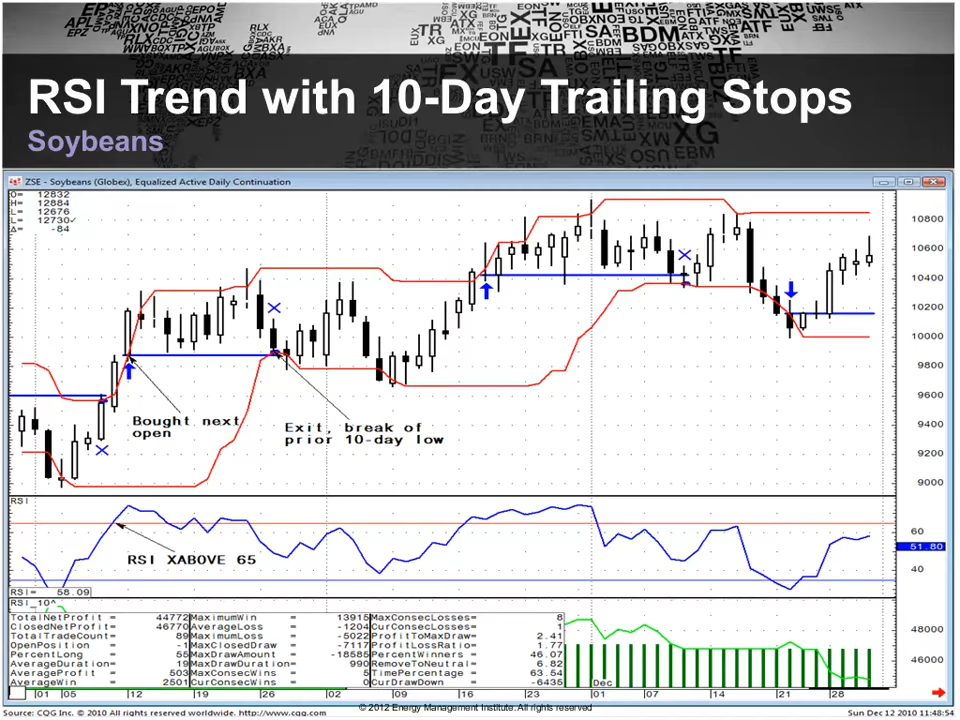 RSI Trend with 10-Day Trailing Stops
Soybeans
ZSE - Soybeans (Globex), Equalized Active Daily Continuation
O= 12832
H= 12884
L= 12676
L= 12730✓
Δ= -84
10800
10600
10400
10200
10000
9800
9600
9400
9200
9000
Bought next
open
Exit, break of
prior 10-day low
RSI
RSI XABOVE 65
60
51.80
40
RSI= 58.09
RSI_10^
TotalNetProfit = 44772 MaximumWin = 13915 MaxConsecLosses= 8
ClosedNetProfit= 46770 AverageLoss = -1204 CurConsecLosses= 1
TotalTradeCount= 89 MaximumLoss = -5022 ProfitToMaxDraw= 2.41
OpenPosition = -1 MaxClosedDraw = -7117 ProfitLossRatio= 1.77
PercentLong = 55 MaxDrawAmount = -18585 PercentWinners = 46.07
AverageDuration= 19 MaxDrawDuration= 990 RemoveToNeutral= 6.82
AverageProfit = 503 MaxConsecWins = 5 TimePercentage = 63.54
AverageWin = 2501 CurConsecWins = 0 CurDrawDown = -6435
48000
46000
Dec
01 05 12 19 26 02 09 16 23 01 07 14 21 28
Source: CQG Inc. © 2010 All rights reserved worldwide. http://www.cqg.com
© 2012 Energy Management Institute. All rights reserved
Sun Dec 12 2010 11:48:54